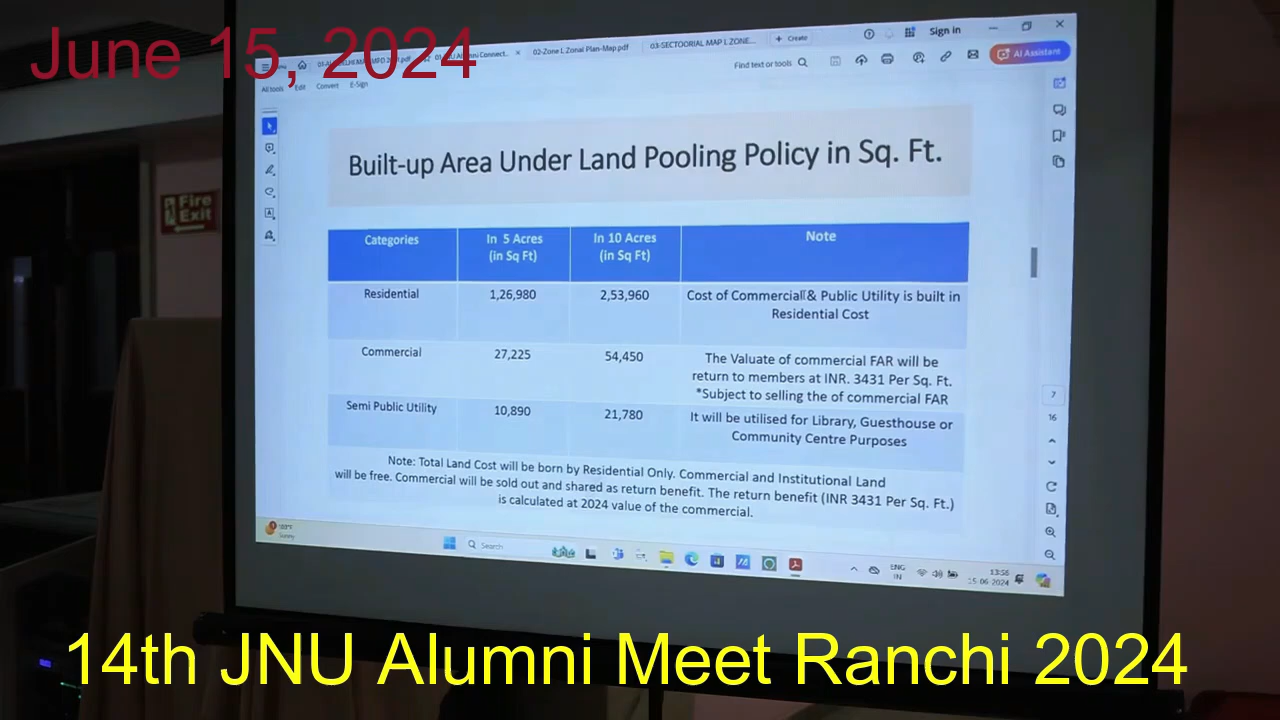 June 15, 2024
Sign in
02-Zone L Zonal Plan-Map.pdf
03-SECTOORIAL MAP L ZONE...
+ Create
Find text or tools
AI Assistant
All tools Edit Convert E-Sign
Built-up Area Under Land Pooling Policy in Sq. Ft.
Fire
Exit
Categories
In 5 Acres
(in Sq Ft)
In 10 Acres
(in Sq Ft)
Note
Residential
1,26,980
2,53,960
Cost of Commercial & Public Utility is built in
Residential Cost
Commercial
27,225
54,450
The Valuate of commercial FAR will be
return to members at INR. 3431 Per Sq. Ft.
*Subject to selling the of commercial FAR
Semi Public Utility
10,890
21,780
It will be utilised for Library, Guesthouse or
Community Centre Purposes
Note: Total Land Cost will be born by Residential Only. Commercial and Institutional Land
will be free. Commercial will be sold out and shared as return benefit. The return benefit (INR 3431 Per Sq. Ft.)
is calculated at 2024 value of the commercial.
7
16
103°F
Sunny
Search
ENG
IN
13:56
15-06-2024
14th JNU Alumni Meet Ranchi 2024